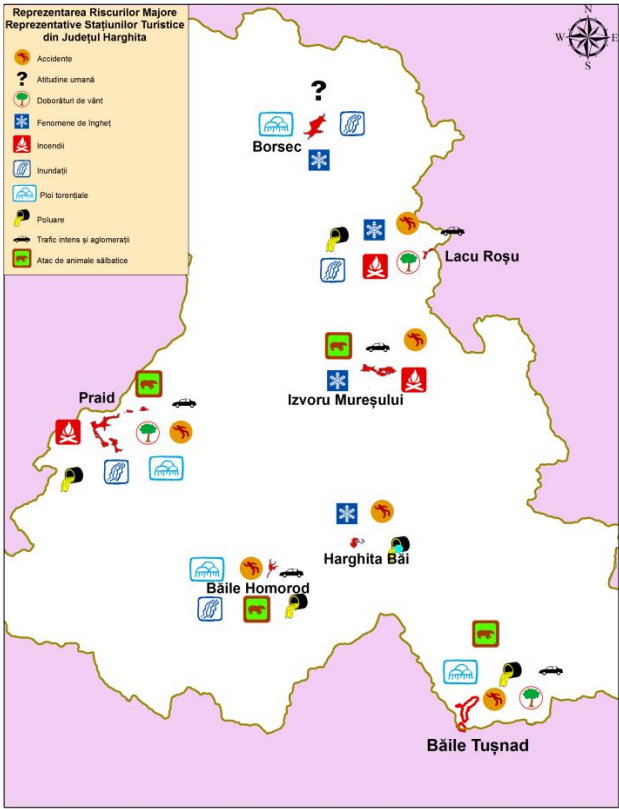 Reprezentarea Riscurilor Majore
Reprezentative Stațiunilor Turistice
din Județul Harghita
Accidente
? Atitudine umană
Doborâturi de vânt
Fenomene de îngheț
Incendii
Inundații
Ploi torențiale
Poluare
Trafic intens și aglomerații
Atac de animale sălbatice
N
W
E
S
?
Borsec
Lacu Roșu
Izvoru Mureșului
Praid
Harghita Băi
Băile Homorod
Băile Tușnad